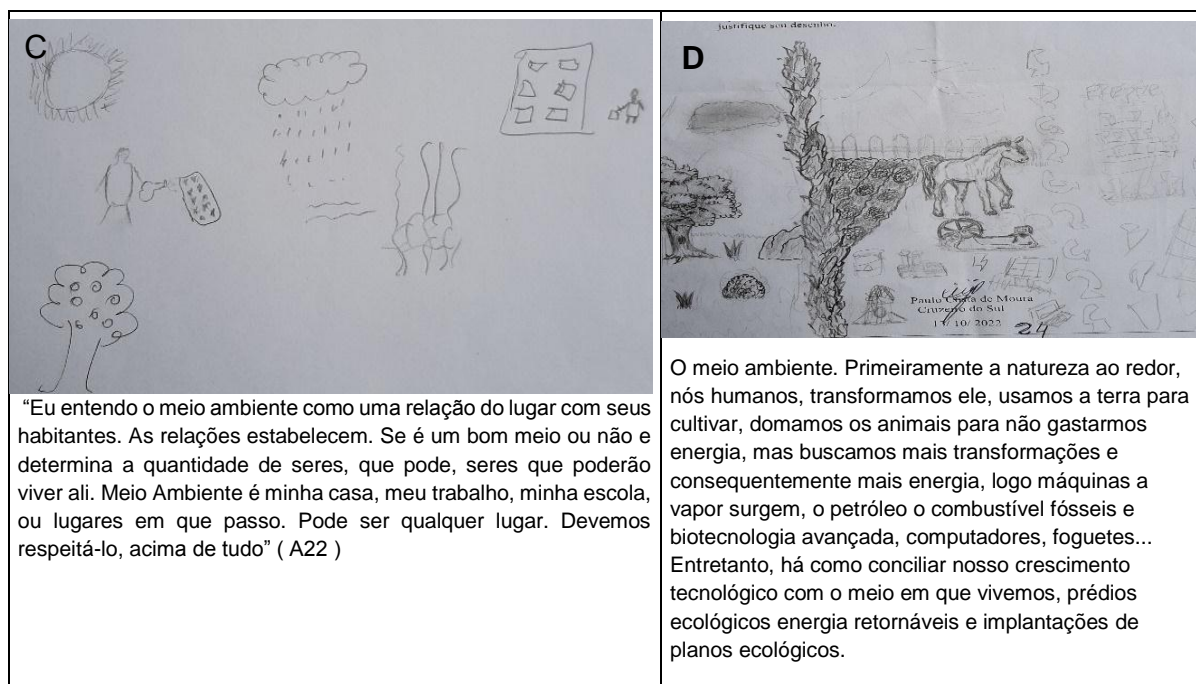 C
“Eu entendo o meio ambiente como uma relação do lugar com seus
habitantes. As relações estabelecem. Se é um bom meio ou não e
determina a quantidade de seres, que pode, seres que poderão
viver ali. Meio Ambiente é minha casa, meu trabalho, minha escola,
ou lugares em que passo. Pode ser qualquer lugar. Devemos
respeitá-lo, acima de tudo” ( A22 )
justifique seu desenho.
D
Paulo Costa de Moura
Cruzeiro do Sul
13/ 10/ 2022
24
O meio ambiente. Primeiramente a natureza ao redor,
nós humanos, transformamos ele, usamos a terra para
cultivar, domamos os animais para não gastarmos
energia, mas buscamos mais transformações e
consequentemente mais energia, logo máquinas a
vapor surgem, o petróleo o combustível fósseis e
biotecnologia avançada, computadores, foguetes...
Entretanto, há como conciliar nosso crescimento
tecnológico com o meio em que vivemos, prédios
ecológicos energia retornáveis e implantações de
planos ecológicos.